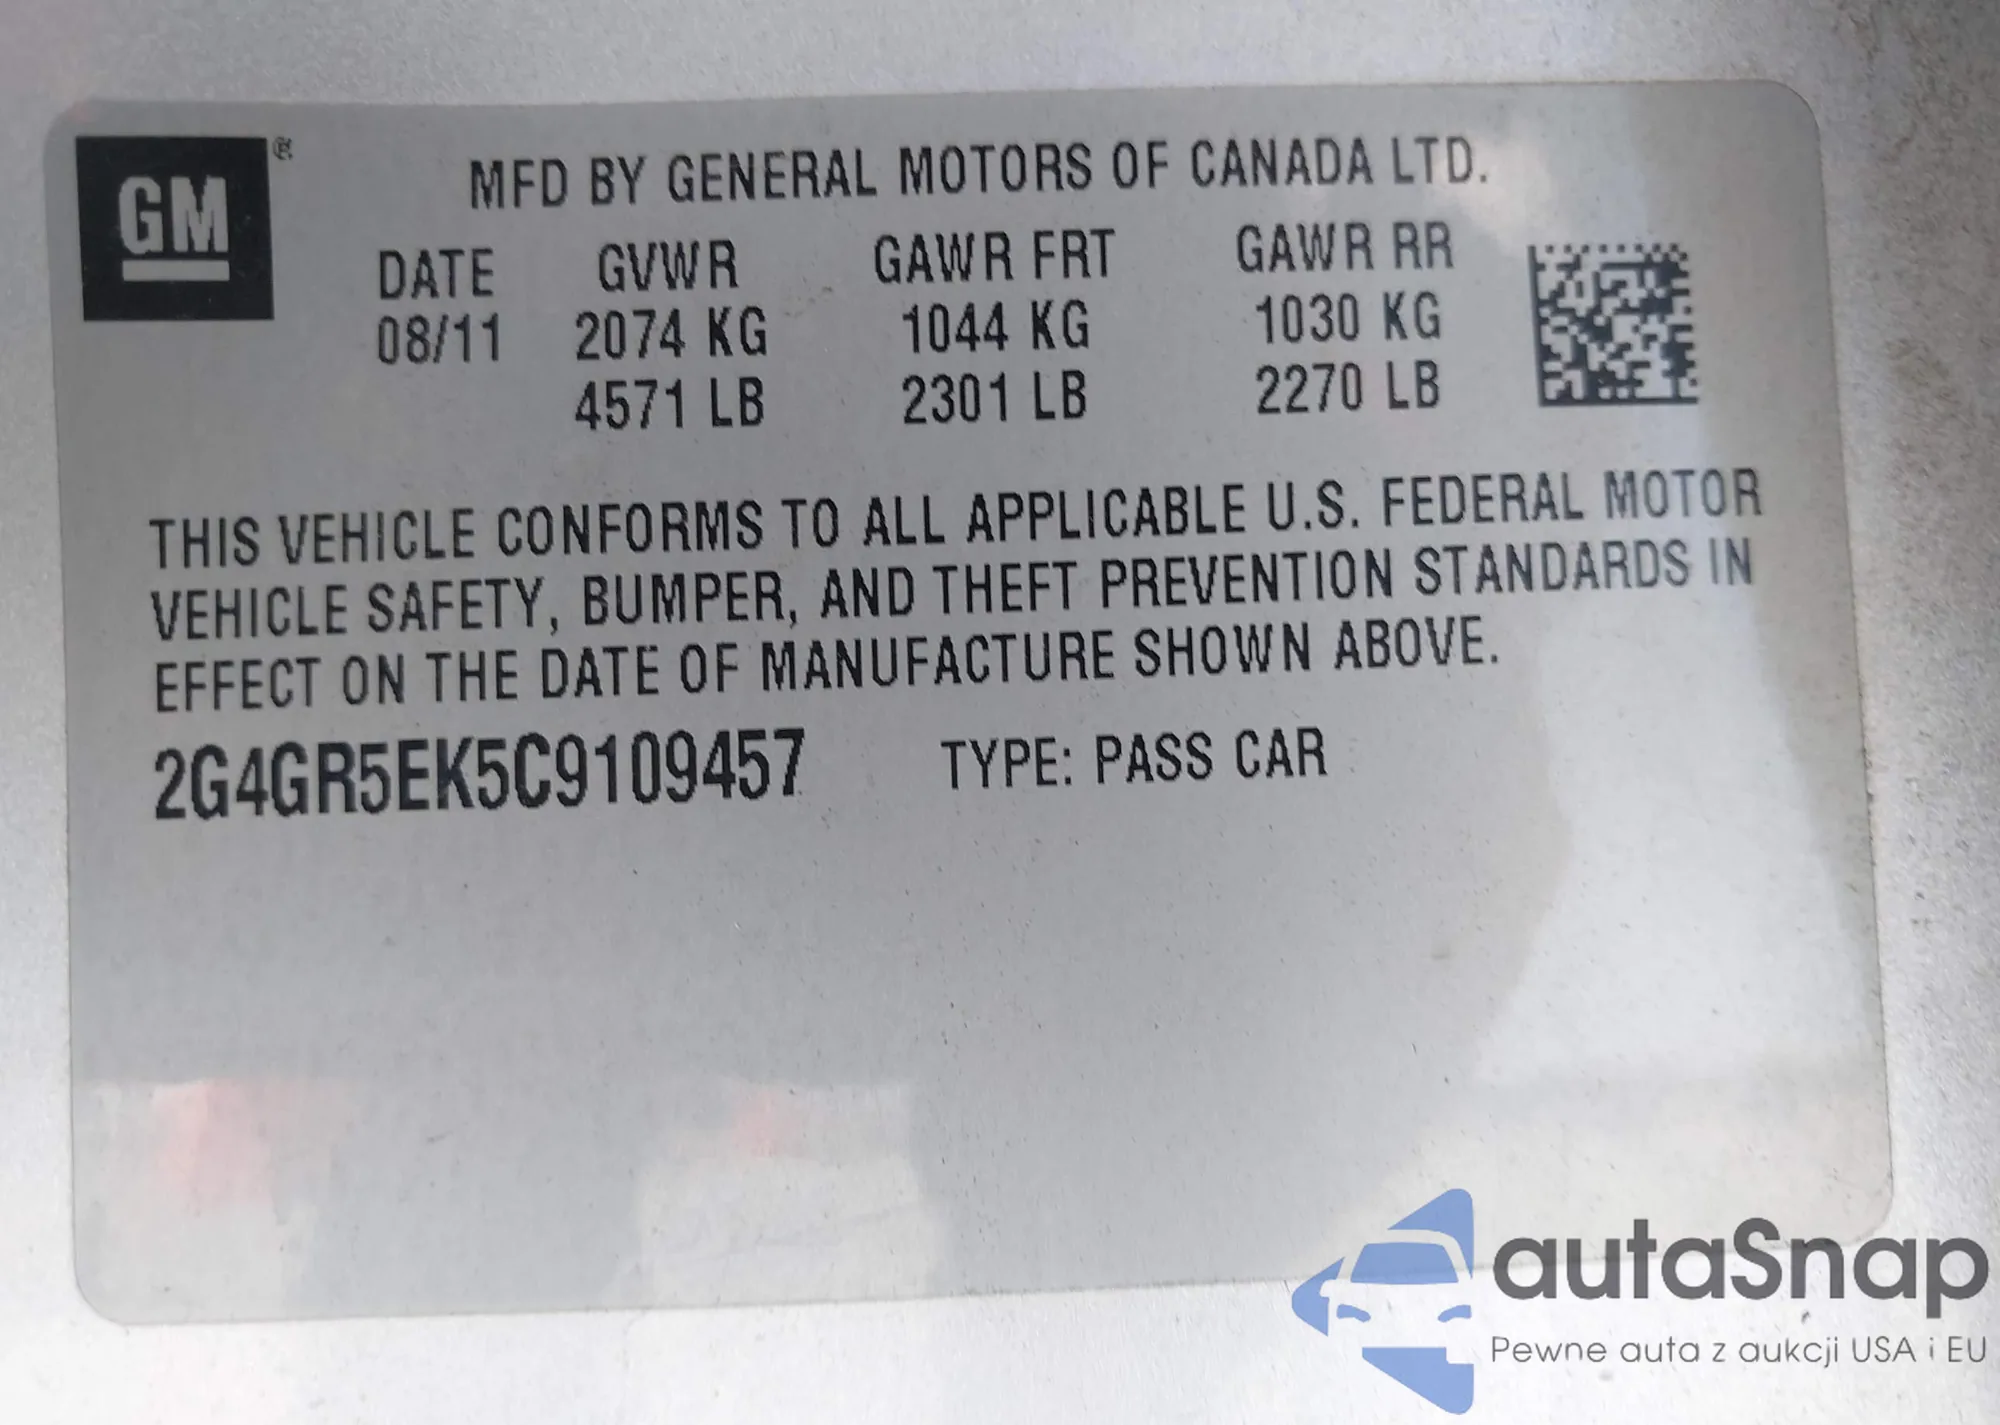 GM®
MFD BY GENERAL MOTORS OF CANADA LTD.
DATE GVWR GAWR FRT GAWR RR
08/11 2074 KG 1044 KG 1030 KG
4571 LB 2301 LB 2270 LB
THIS VEHICLE CONFORMS TO ALL APPLICABLE U.S. FEDERAL MOTOR
VEHICLE SAFETY, BUMPER, AND THEFT PREVENTION STANDARDS IN
EFFECT ON THE DATE OF MANUFACTURE SHOWN ABOVE.
2G4GR5EK5C9109457 TYPE: PASS CAR
autaSnap
Pewne auta z aukcji USA i EU